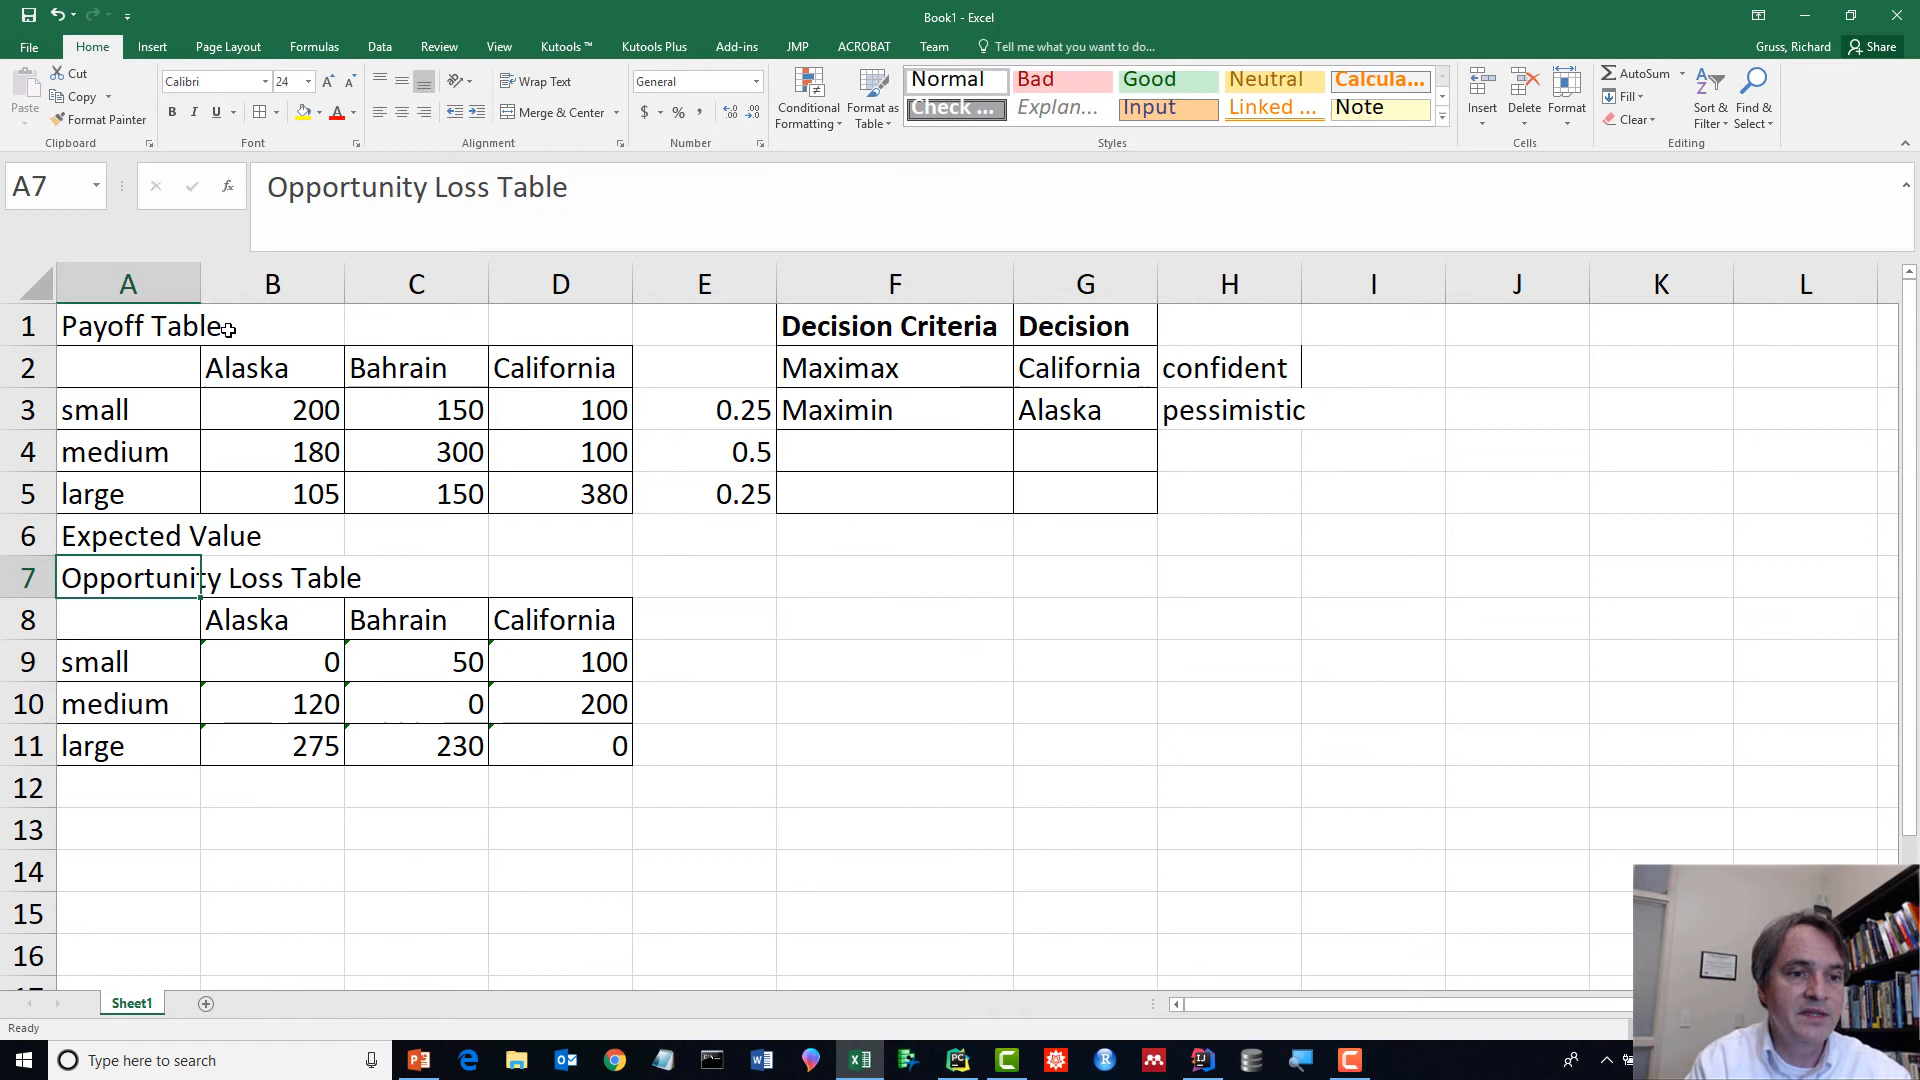 Book1 - Excel
Gruss, Richard
Share
File
Home
Insert
Page Layout
Formulas
Data
Review
View
Kutools ™
Kutools Plus
Add-ins
JMP
ACROBAT
Team
Tell me what you want to do...
Paste
Cut
Copy
Format Painter
Clipboard
Calibri
24
B I U
Font
Wrap Text
Merge & Center
Alignment
General
$ % ,
Number
Conditional Formatting
Format as Table
Normal Bad Good Neutral Calcula...
Check ... Explan... Input Linked ... Note
Styles
Insert
Delete
Format
Cells
AutoSum
Fill
Clear
Sort & Filter
Find & Select
Editing
A7
fx
Opportunity Loss Table
A B C D E F G H I J K L
1 Payoff Table Decision Criteria Decision
2 Alaska Bahrain California Maximax California confident
3 small 200 150 100 0.25 Maximin Alaska pessimistic
4 medium 180 300 100 0.5
5 large 105 150 380 0.25
6 Expected Value
7 Opportunity Loss Table
8 Alaska Bahrain California
9 small 0 50 100
10 medium 120 0 200
11 large 275 230 0
12
13
14
15
16
Sheet1
Ready
Type here to search